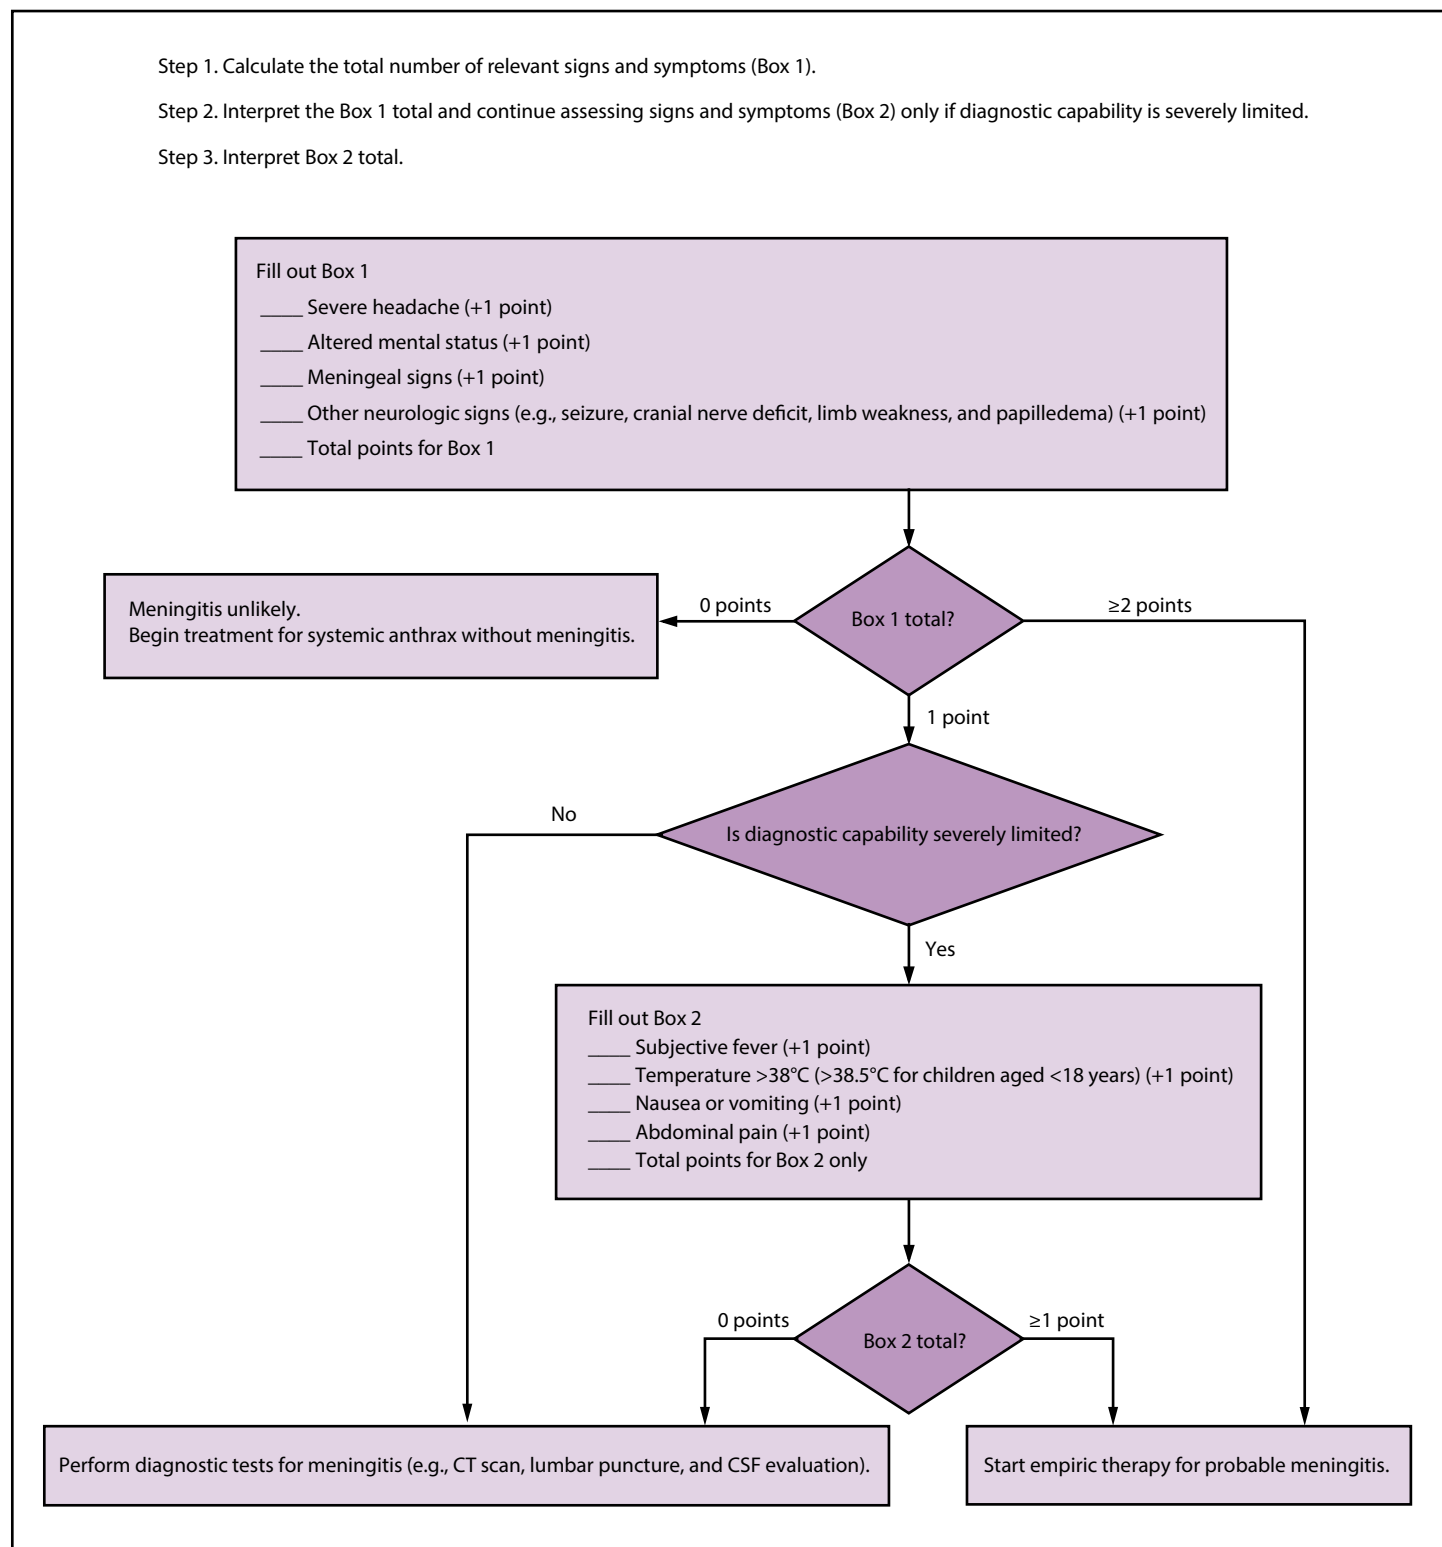 Step 1. Calculate the total number of relevant signs and symptoms (Box 1).
Step 2. Interpret the Box 1 total and continue assessing signs and symptoms (Box 2) only if diagnostic capability is severely limited.
Step 3. Interpret Box 2 total.
Fill out Box 1
____ Severe headache (+1 point)
____ Altered mental status (+1 point)
____ Meningeal signs (+1 point)
____ Other neurologic signs (e.g., seizure, cranial nerve deficit, limb weakness, and papilledema) (+1 point)
____ Total points for Box 1
Meningitis unlikely.
Begin treatment for systemic anthrax without meningitis.
0 points
Box 1 total?
≥2 points
1 point
No
Is diagnostic capability severely limited?
Yes
Fill out Box 2
____ Subjective fever (+1 point)
____ Temperature >38°C (>38.5°C for children aged <18 years) (+1 point)
____ Nausea or vomiting (+1 point)
____ Abdominal pain (+1 point)
____ Total points for Box 2 only
0 points
Box 2 total?
≥1 point
Perform diagnostic tests for meningitis (e.g., CT scan, lumbar puncture, and CSF evaluation).
Start empiric therapy for probable meningitis.